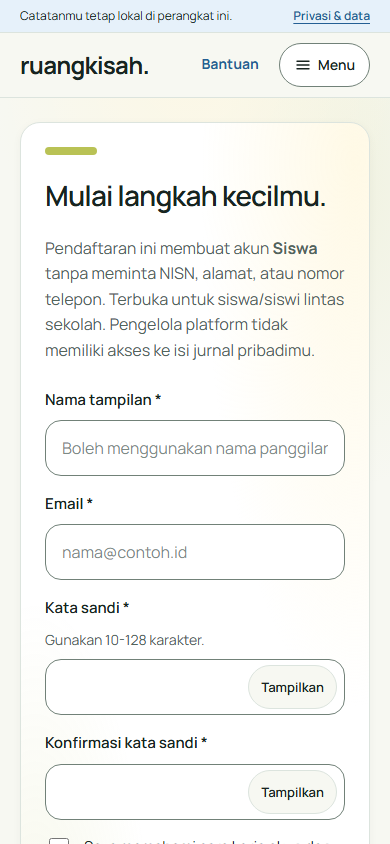 Catatanmu tetap lokal di perangkat ini. Privasi & data
ruangkisah. Bantuan Menu
Mulai langkah kecilmu.
Pendaftaran ini membuat akun Siswa
tanpa meminta NISN, alamat, atau nomor
telepon. Terbuka untuk siswa/siswi lintas
sekolah. Pengelola platform tidak
memiliki akses ke isi jurnal pribadimu.
Nama tampilan *
Boleh menggunakan nama panggilan
Email *
nama@contoh.id
Kata sandi *
Gunakan 10-128 karakter.
Tampilkan
Konfirmasi kata sandi *
Tampilkan